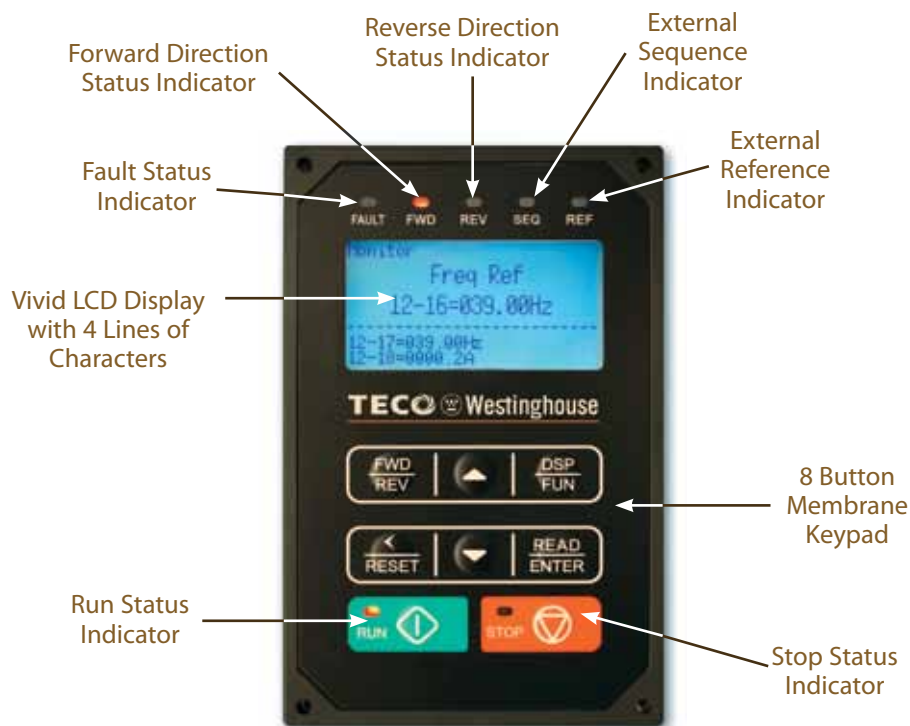 Forward Direction
Status Indicator
Reverse Direction
Status Indicator
External
Sequence
Indicator
Fault Status
Indicator
External
Reference
Indicator
FAULT FWD REV SEQ REF
Monitor
Freq Ref
12-16=039.00Hz
12-17=039.00Hz
12-18=0000.2A
Vivid LCD Display
with 4 Lines of
Characters
TECO Westinghouse
FWD
REV
DSP
FUN
8 Button
Membrane
Keypad
<
RESET
READ
ENTER
Run Status
Indicator
RUN
STOP
Stop Status
Indicator